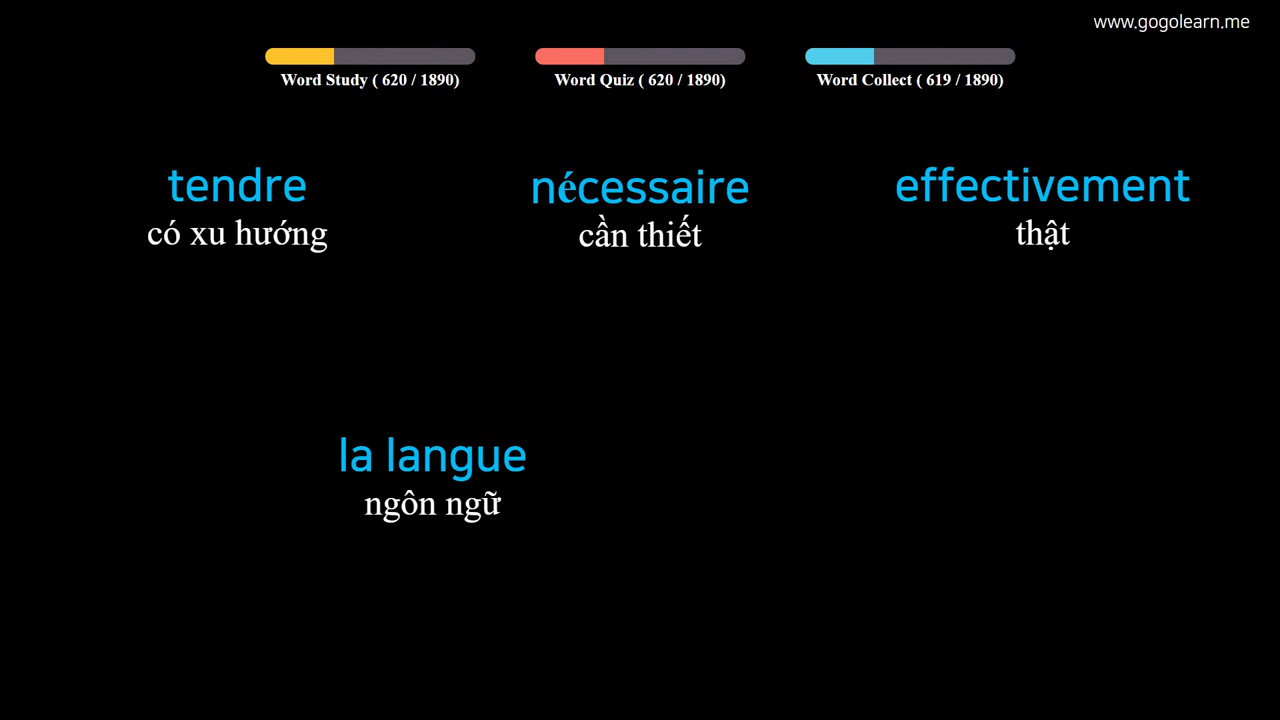 www.gogolearn.me
Word Study ( 620 / 1890)
Word Quiz ( 620 / 1890)
Word Collect ( 619 / 1890)
tendre
có xu hướng
nécessaire
cần thiết
effectivement
thật
la langue
ngôn ngữ